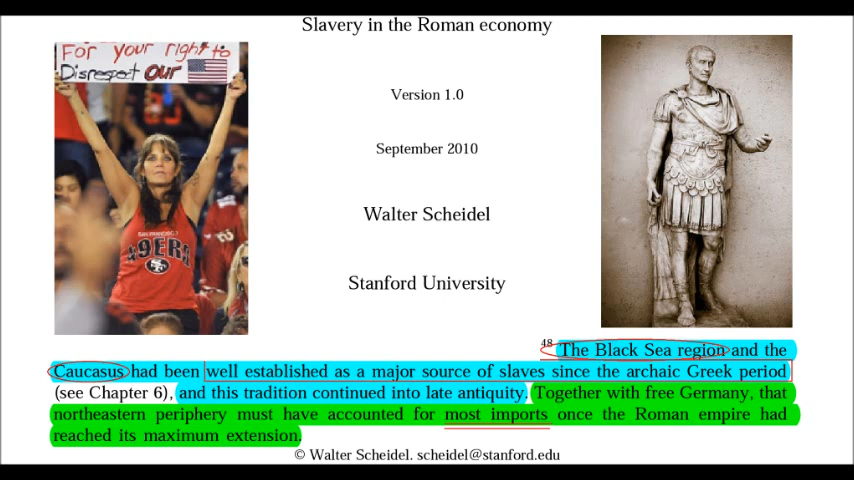 Slavery in the Roman economy
For your right to
Disrespect our
Version 1.0
September 2010
Walter Scheidel
Stanford University
SAN FRANCISCO
49ERS
SF
48 The Black Sea region and the
Caucasus had been well established as a major source of slaves since the archaic Greek period
(see Chapter 6), and this tradition continued into late antiquity. Together with free Germany, that
northeastern periphery must have accounted for most imports once the Roman empire had
reached its maximum extension.
© Walter Scheidel. scheidel@stanford.edu